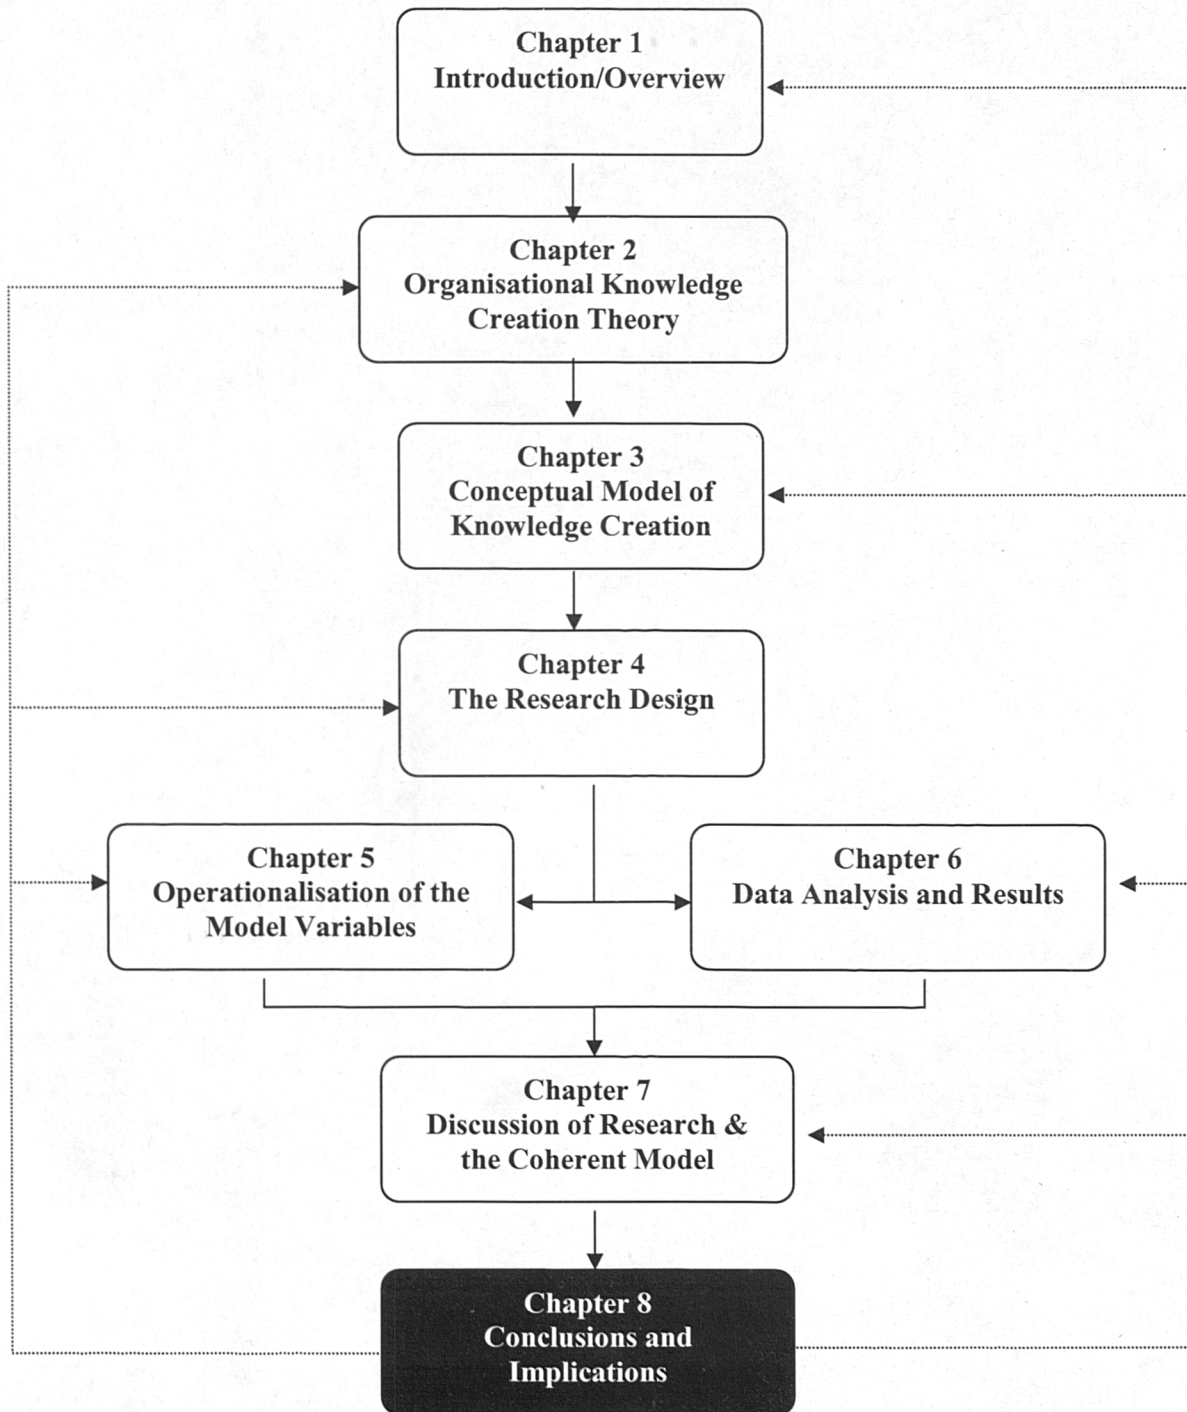 Chapter 1
Introduction/Overview
Chapter 2
Organisational Knowledge
Creation Theory
Chapter 3
Conceptual Model of
Knowledge Creation
Chapter 4
The Research Design
Chapter 5
Operationalisation of the
Model Variables
Chapter 6
Data Analysis and Results
Chapter 7
Discussion of Research &
the Coherent Model
Chapter 8
Conclusions and
Implications